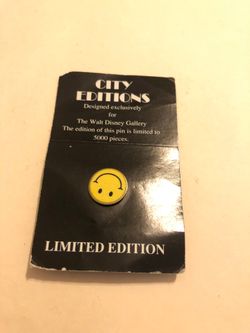 CITY
EDITIONS
Designed exclusively
for
The Walt Disney Gallery
The edition of this pin is limited to
5000 pieces.
LIMITED EDITION